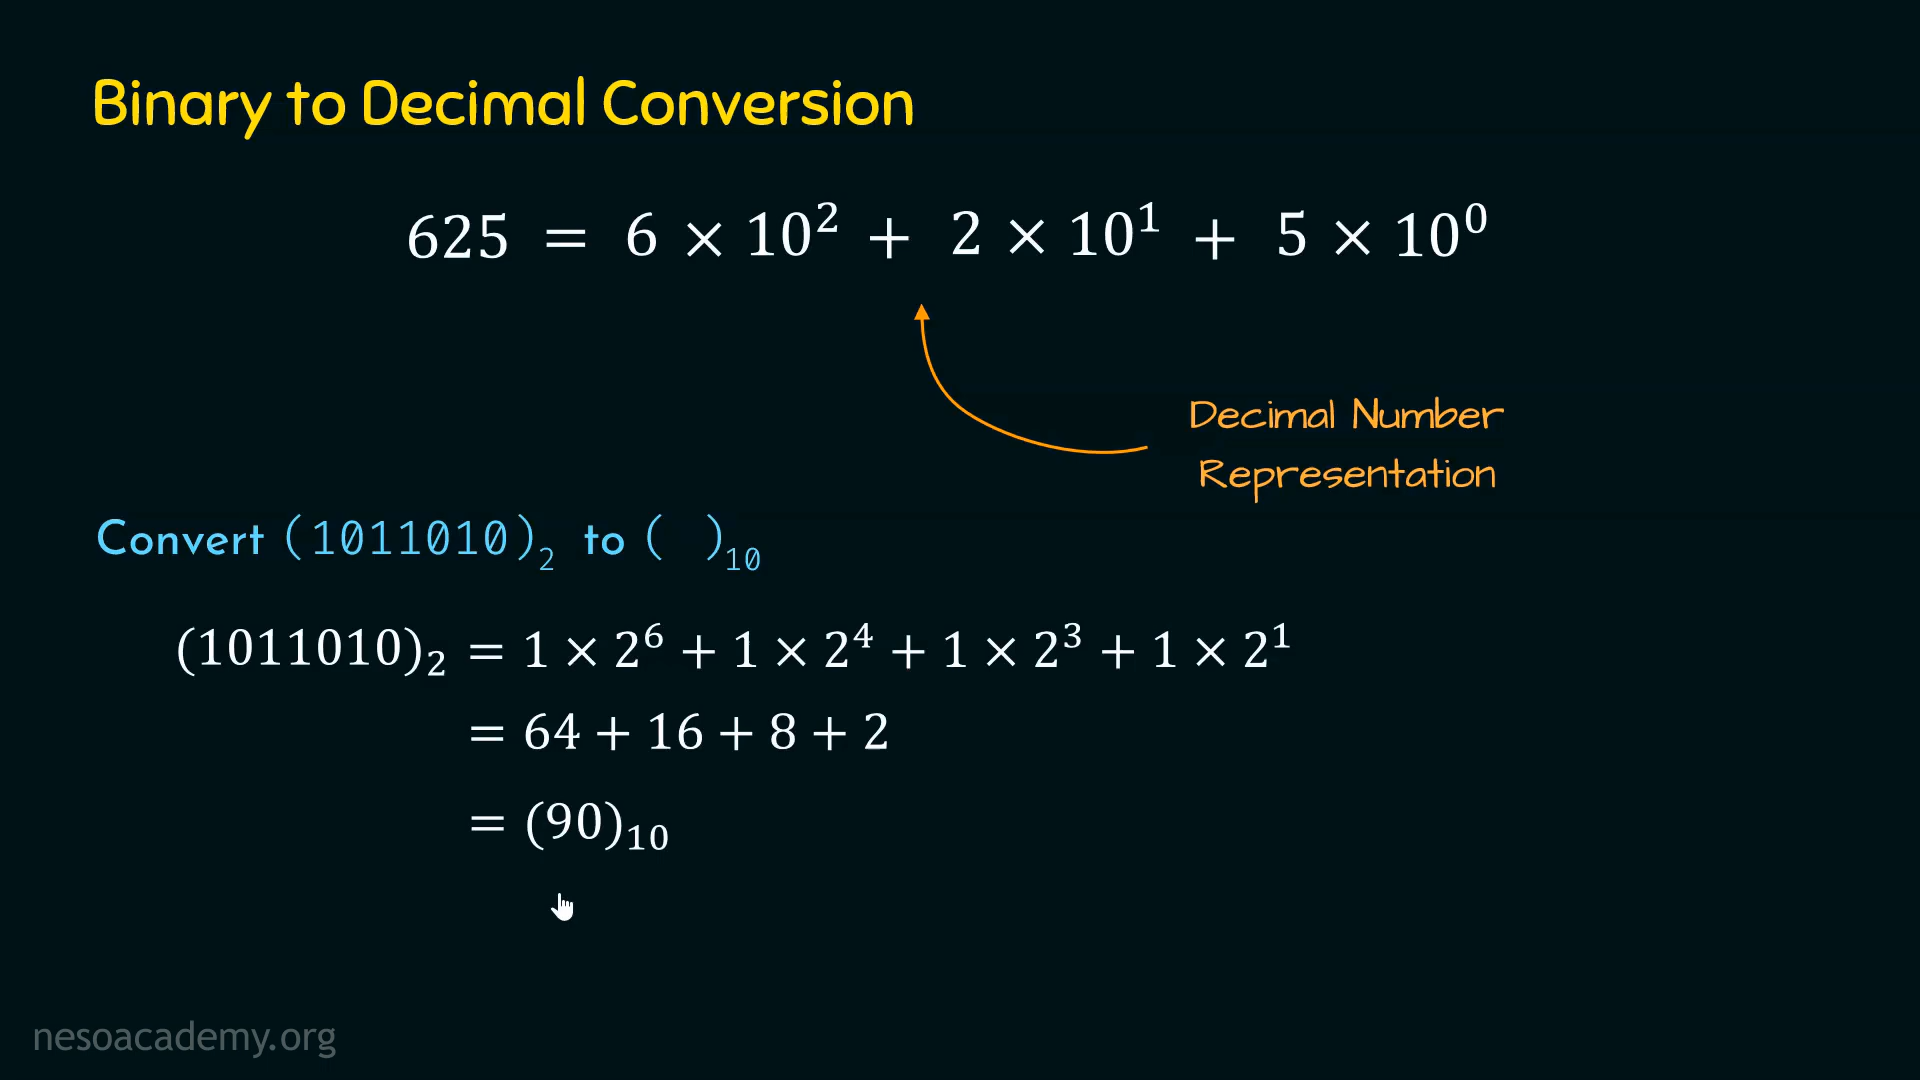 Binary to Decimal Conversion
625 = 6 × 10² + 2 × 10¹ + 5 × 10⁰
Decimal Number
Representation
Convert (1011010)₂ to ( )₁₀
(1011010)₂ = 1 × 2⁶ + 1 × 2⁴ + 1 × 2³ + 1 × 2¹
= 64 + 16 + 8 + 2
= (90)₁₀
nesoacademy.org